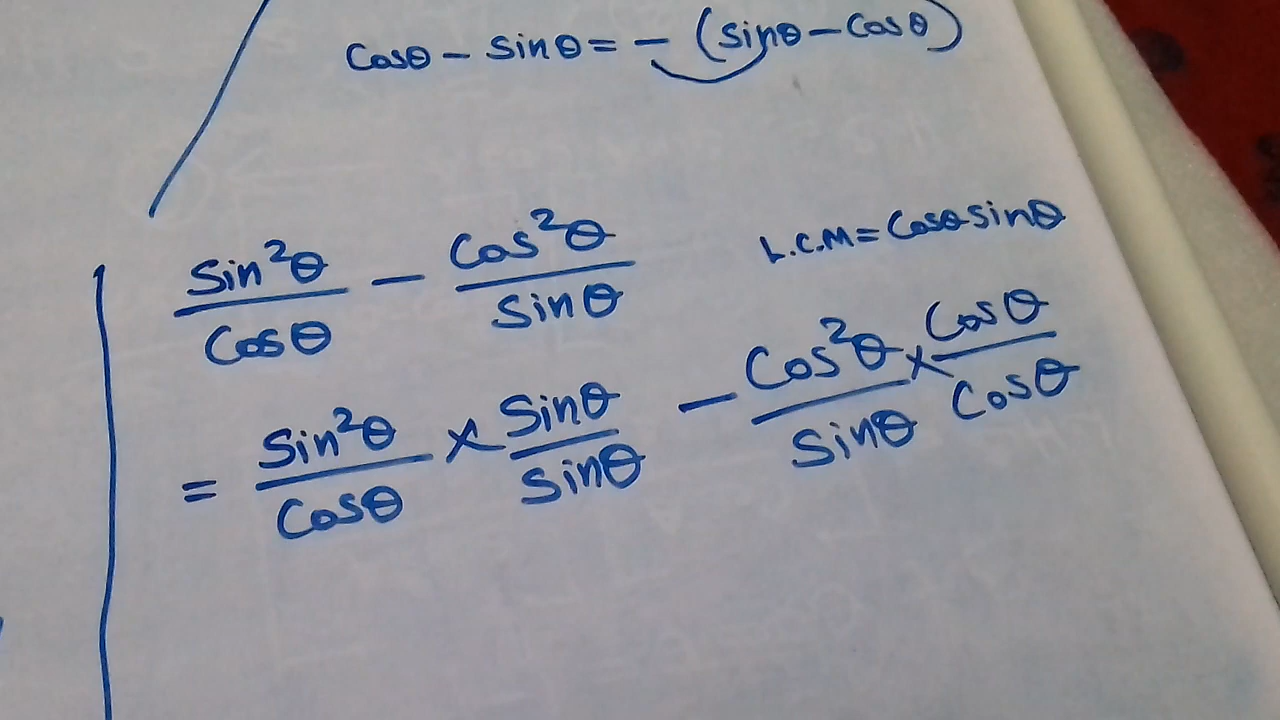 Cosθ - sinθ = - (sinθ - Cosθ)
L.C.M = Cosθ sinθ
Sin²θ/Cosθ - Cos²θ/Sinθ
= Sin²θ/Cosθ × Sinθ/Sinθ - Cos²θ/Sinθ × Cosθ/Cosθ